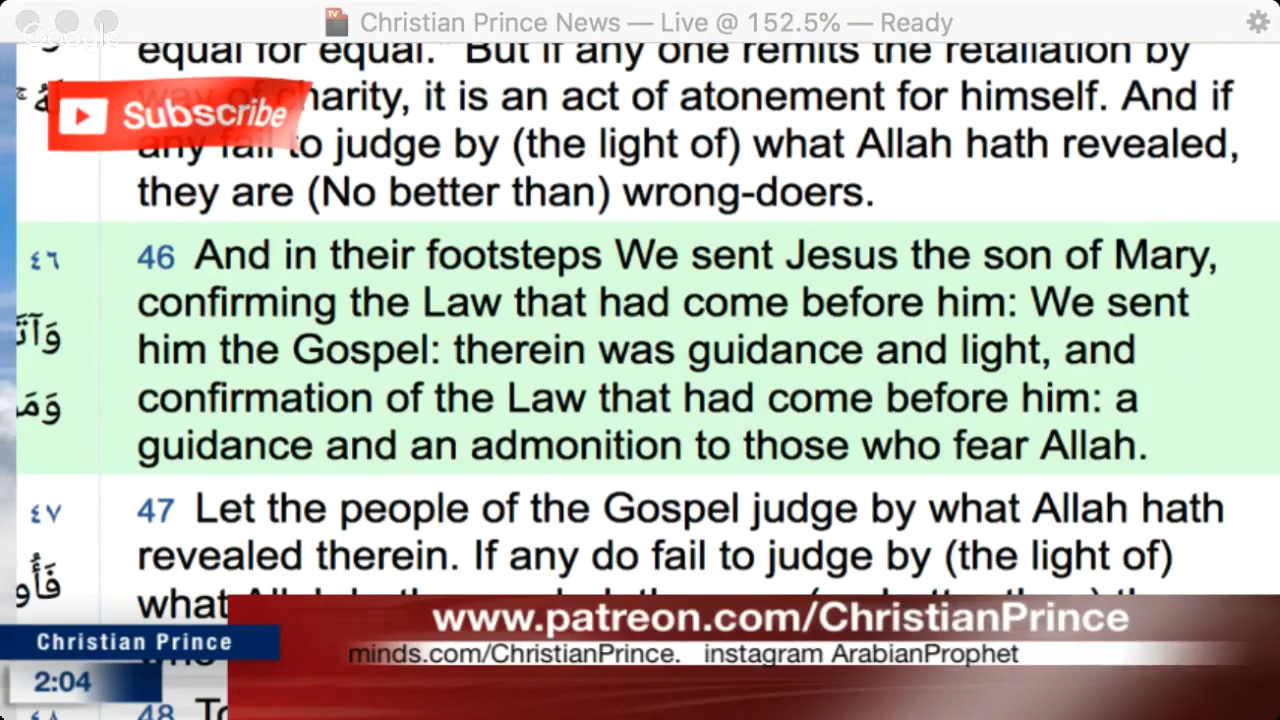 Christian Prince News — Live @ 152.5% — Ready
Google
equal for equal." But if any one remits the retaliation by
way of charity, it is an act of atonement for himself. And if
Subscribe
any fail to judge by (the light of) what Allah hath revealed,
they are (No better than) wrong-doers.
٤٦
46 And in their footsteps We sent Jesus the son of Mary,
confirming the Law that had come before him: We sent
him the Gospel: therein was guidance and light, and
confirmation of the Law that had come before him: a
guidance and an admonition to those who fear Allah.
٤٧
47 Let the people of the Gospel judge by what Allah hath
revealed therein. If any do fail to judge by (the light of)
what
www.patreon.com/ChristianPrince
Christian Prince
minds.com/ChristianPrince. instagram ArabianProphet
2:04
٤٨
48